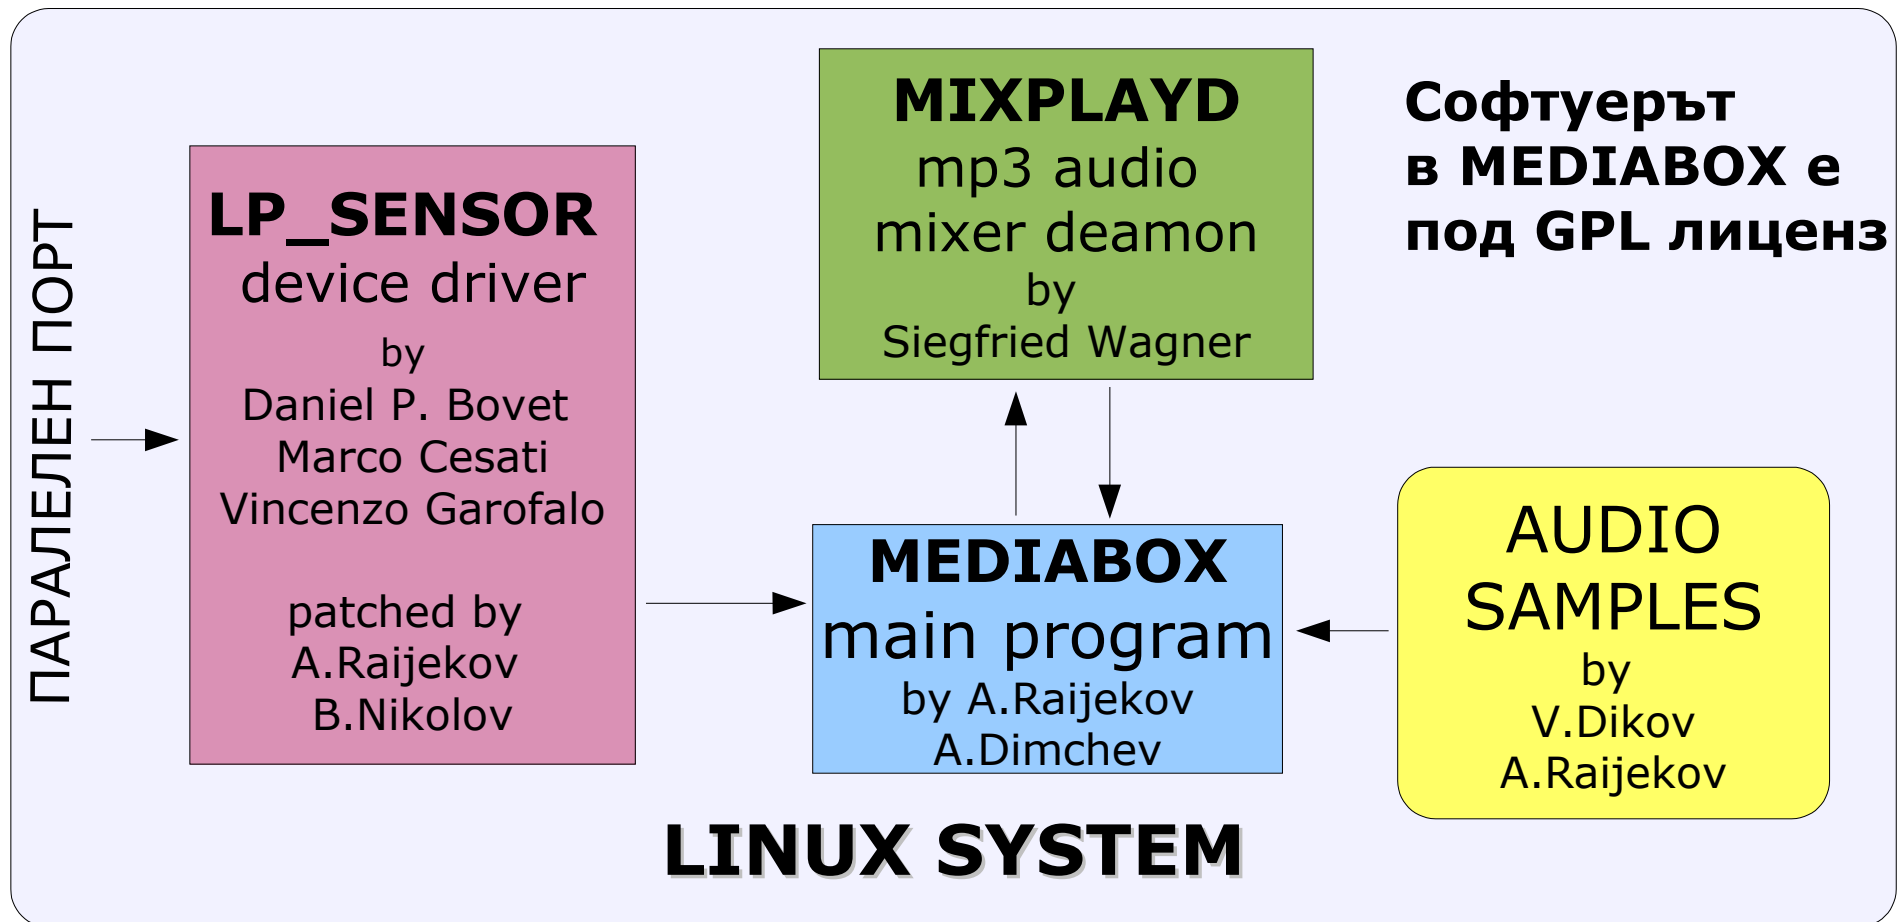 ПАРАЛЕЛЕН ПОРТ
LP_SENSOR
device driver
by
Daniel P. Bovet
Marco Cesati
Vincenzo Garofalo
patched by
A.Raijekov
B.Nikolov
MIXPLAYD
mp3 audio
mixer deamon
by
Siegfried Wagner
Софтуерът
в MEDIABOX е
под GPL лиценз
MEDIABOX
main program
by A.Raijekov
A.Dimchev
AUDIO
SAMPLES
by
V.Dikov
A.Raijekov
LINUX SYSTEM